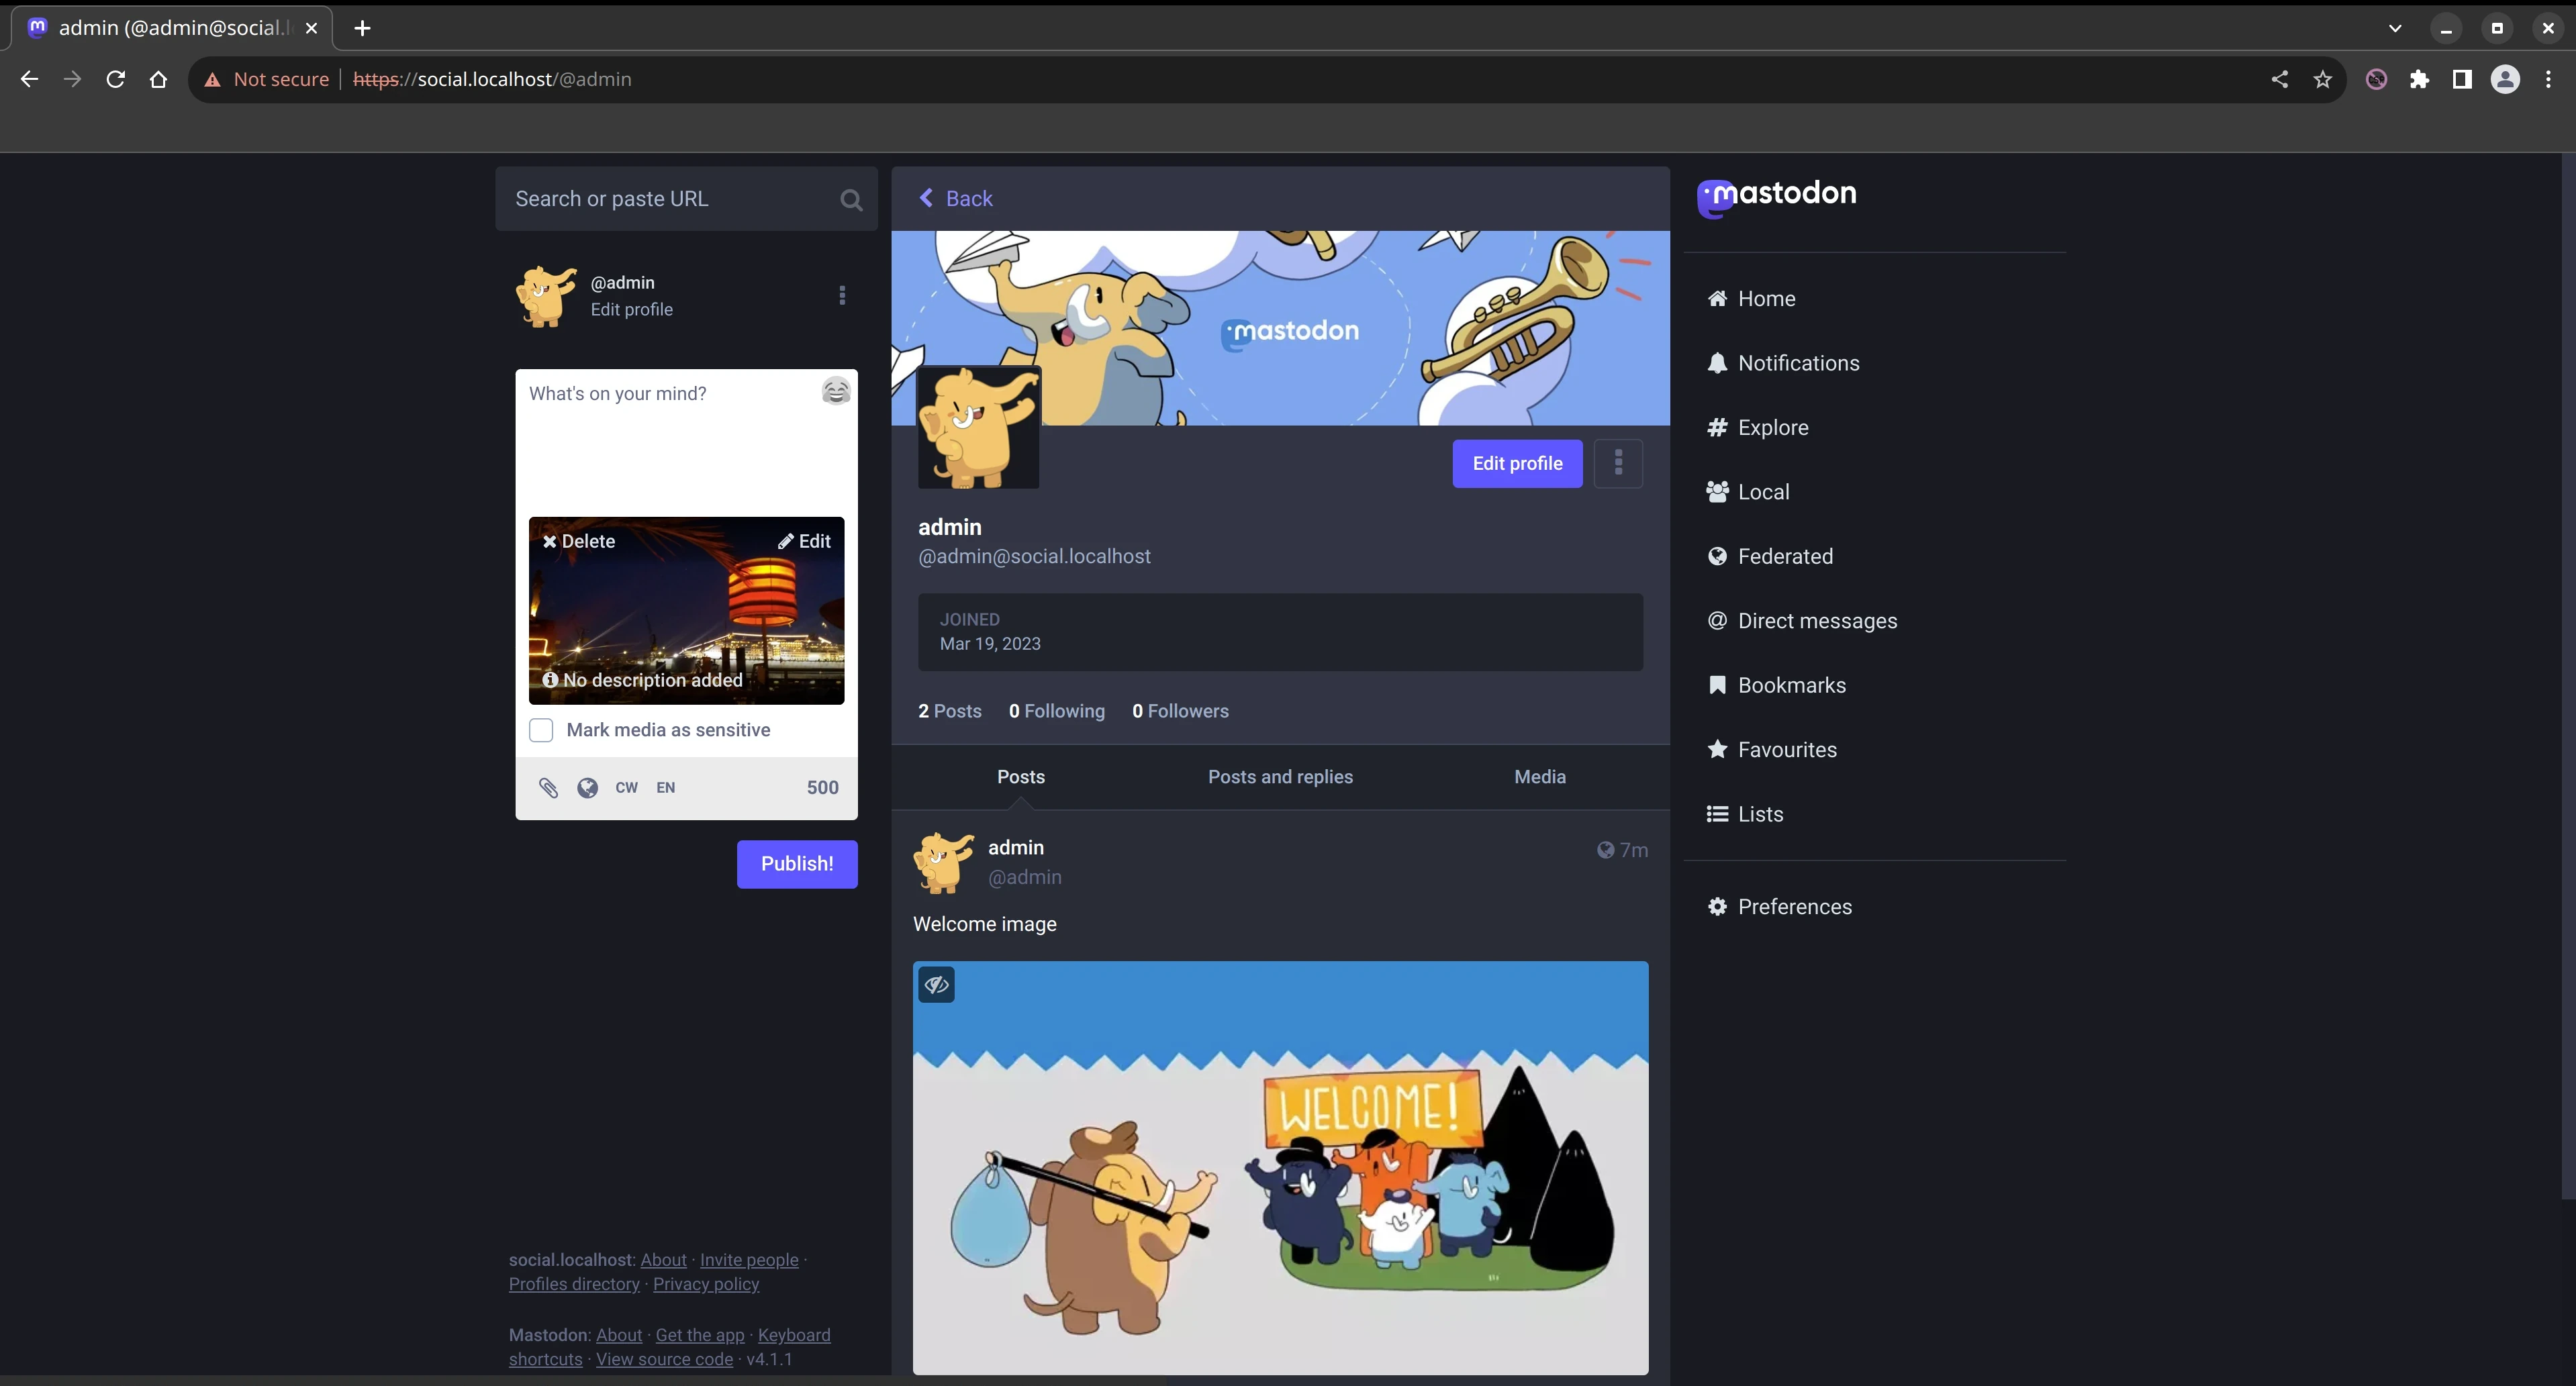 admin (@admin@social.l
Not secure
https://social.localhost/@admin
Search or paste URL
@admin
Edit profile
What's on your mind?
Delete
Edit
No description added
Mark media as sensitive
CW EN 500
Publish!
social.localhost: About · Invite people ·
Profiles directory · Privacy policy
Mastodon: About · Get the app · Keyboard
shortcuts · View source code · v4.1.1
Back
mastodon
Edit profile
admin
@admin@social.localhost
JOINED
Mar 19, 2023
2 Posts 0 Following 0 Followers
Posts Posts and replies Media
admin
@admin
7m
Welcome image
WELCOME!
mastodon
Home
Notifications
Explore
Local
Federated
Direct messages
Bookmarks
Favourites
Lists
Preferences